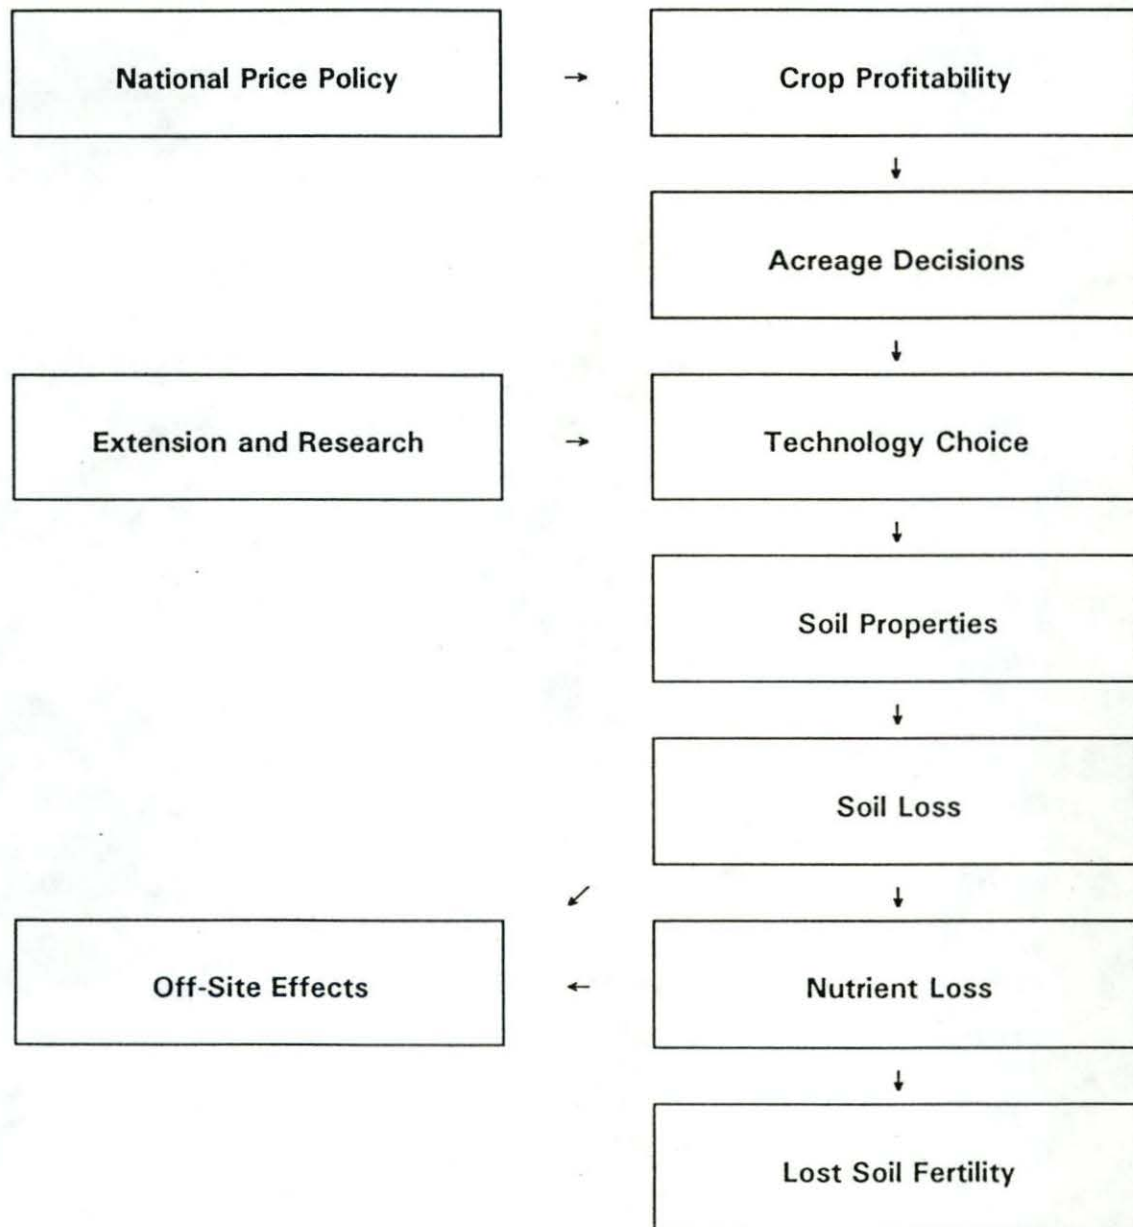 National Price Policy → Crop Profitability
↓
Acreage Decisions
↓
Extension and Research → Technology Choice
↓
Soil Properties
↓
Soil Loss
↙ ↓
Off-Site Effects ← Nutrient Loss
↓
Lost Soil Fertility